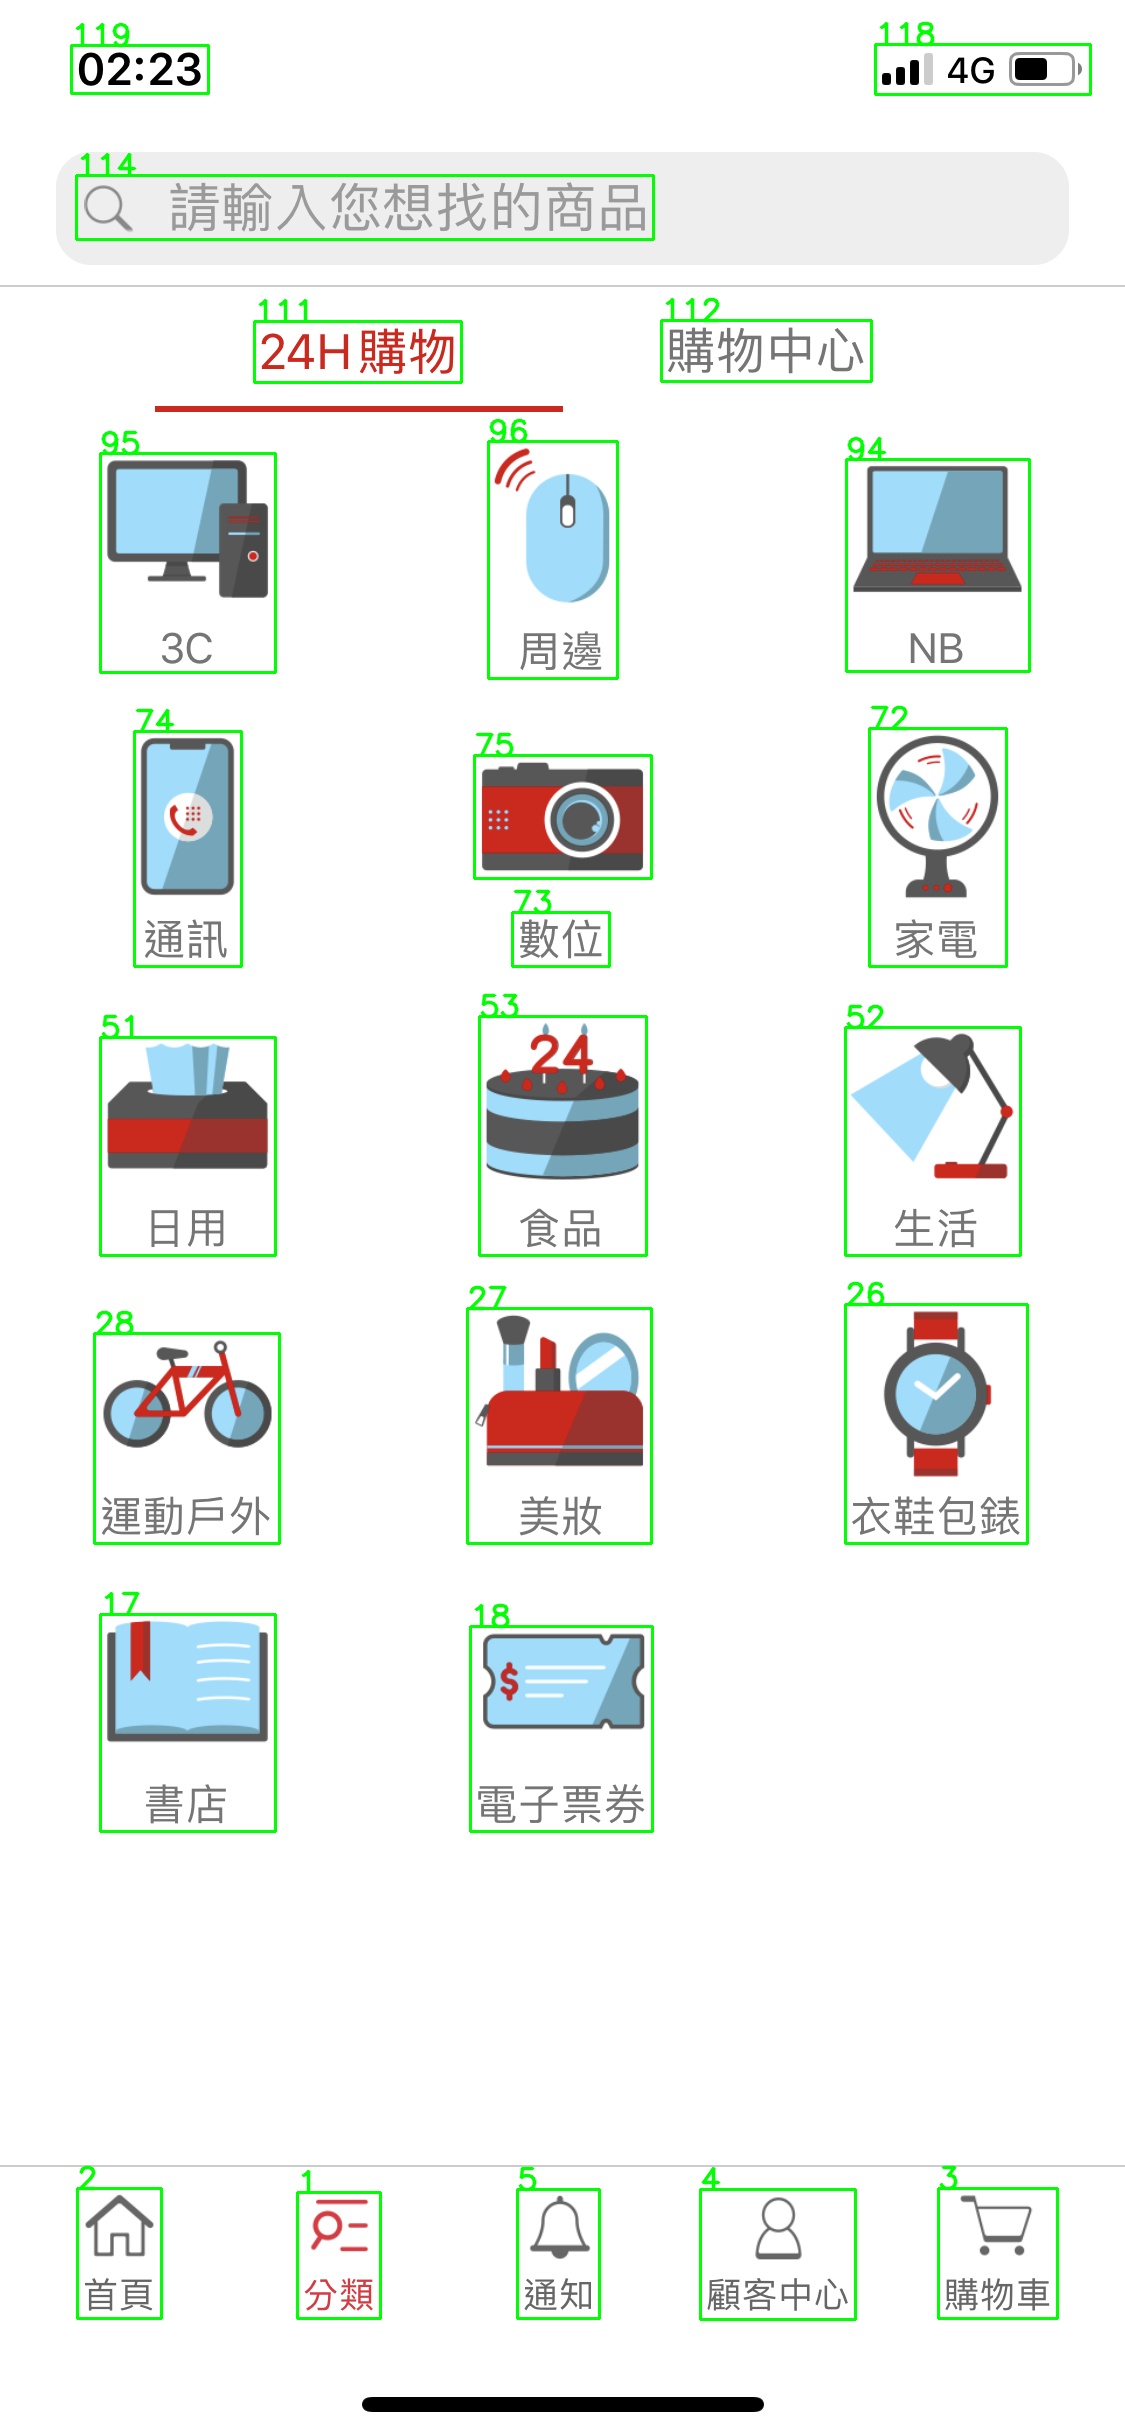 119
118
02:23
4G
114
請輸入您想找的商品
111
112
24H購物
購物中心
95
96
94
3C
周邊
NB
74
75
72
73
通訊
數位
家電
51
53
52
24
日用
食品
生活
28
27
26
運動戶外
美妝
衣鞋包錶
17
18
$
書店
電子票券
2
1
5
4
3
首頁
分類
通知
顧客中心
購物車